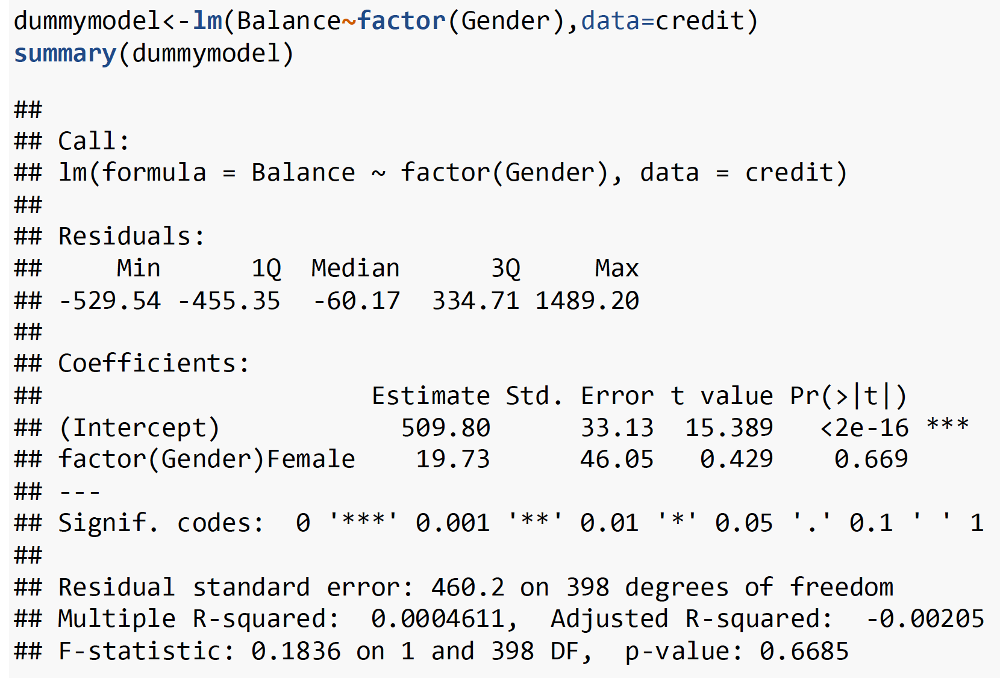 dummymodel<-lm(Balance~factor(Gender),data=credit)
summary(dummymodel)
##
## Call:
## lm(formula = Balance ~ factor(Gender), data = credit)
##
## Residuals:
##     Min      1Q  Median      3Q     Max
## -529.54 -455.35  -60.17  334.71 1489.20
##
## Coefficients:
##                      Estimate Std. Error t value Pr(>|t|)
## (Intercept)            509.80      33.13  15.389   <2e-16 ***
## factor(Gender)Female    19.73      46.05   0.429    0.669
## ---
## Signif. codes:  0 '***' 0.001 '**' 0.01 '*' 0.05 '.' 0.1 ' ' 1
##
## Residual standard error: 460.2 on 398 degrees of freedom
## Multiple R-squared:  0.0004611,  Adjusted R-squared:  -0.00205
## F-statistic: 0.1836 on 1 and 398 DF,  p-value: 0.6685